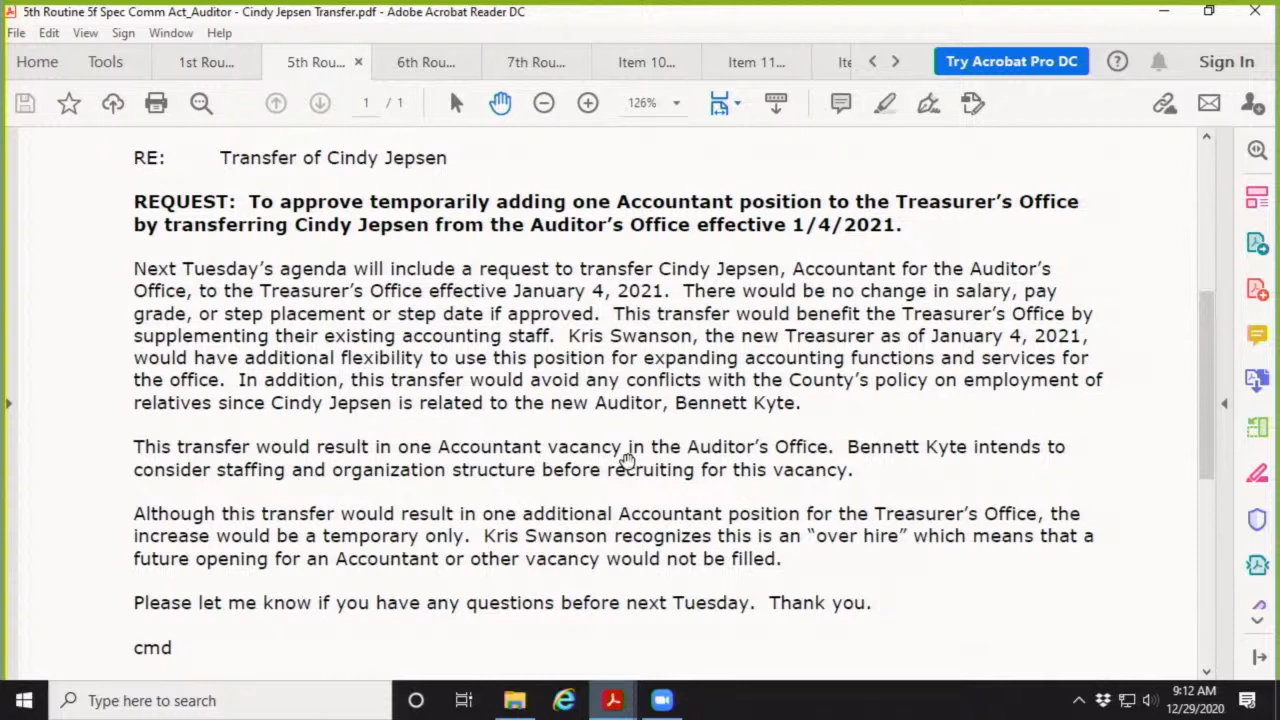 5th Routine 5f Spec Comm Act_Auditor - Cindy Jepsen Transfer.pdf - Adobe Acrobat Reader DC
File Edit View Sign Window Help
Home Tools 1st Rou... 5th Rou... × 6th Rou... 7th Rou... Item 10... Item 11... Ite Try Acrobat Pro DC Sign In
1 / 1 126%
RE: Transfer of Cindy Jepsen
REQUEST: To approve temporarily adding one Accountant position to the Treasurer’s Office
by transferring Cindy Jepsen from the Auditor’s Office effective 1/4/2021.
Next Tuesday’s agenda will include a request to transfer Cindy Jepsen, Accountant for the Auditor’s
Office, to the Treasurer’s Office effective January 4, 2021. There would be no change in salary, pay
grade, or step placement or step date if approved. This transfer would benefit the Treasurer’s Office by
supplementing their existing accounting staff. Kris Swanson, the new Treasurer as of January 4, 2021,
would have additional flexibility to use this position for expanding accounting functions and services for
the office. In addition, this transfer would avoid any conflicts with the County’s policy on employment of
relatives since Cindy Jepsen is related to the new Auditor, Bennett Kyte.
This transfer would result in one Accountant vacancy in the Auditor’s Office. Bennett Kyte intends to
consider staffing and organization structure before recruiting for this vacancy.
Although this transfer would result in one additional Accountant position for the Treasurer’s Office, the
increase would be a temporary only. Kris Swanson recognizes this is an “over hire” which means that a
future opening for an Accountant or other vacancy would not be filled.
Please let me know if you have any questions before next Tuesday. Thank you.
cmd
Type here to search
9:12 AM
12/29/2020